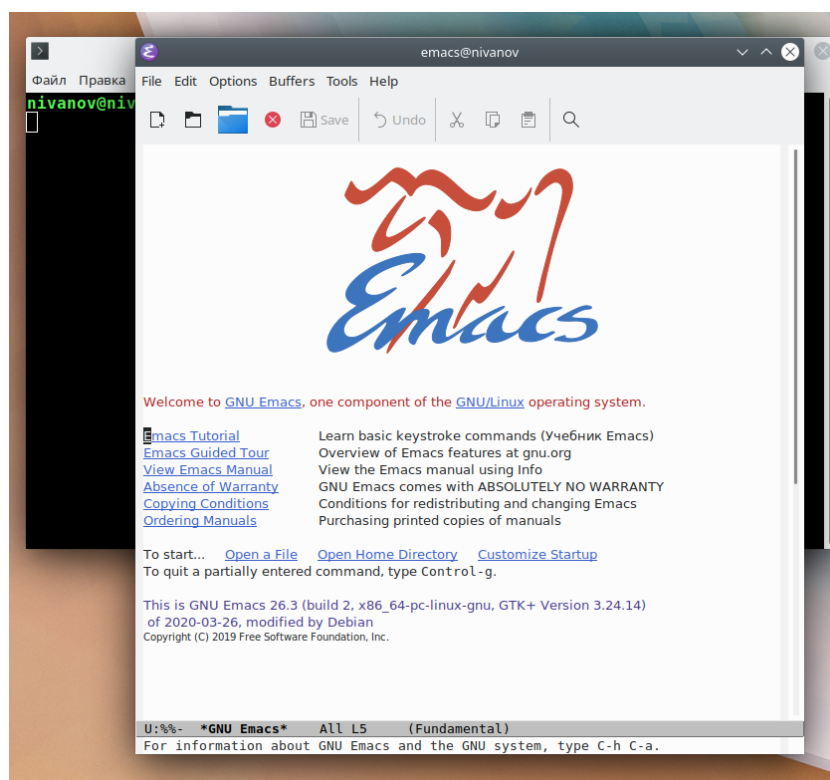 emacs@nivanov
Файл Правка
nivanov@niv
File Edit Options Buffers Tools Help
Save Undo
Emacs
Welcome to GNU Emacs, one component of the GNU/Linux operating system.
Emacs Tutorial Learn basic keystroke commands (Учебник Emacs)
Emacs Guided Tour Overview of Emacs features at gnu.org
View Emacs Manual View the Emacs manual using Info
Absence of Warranty GNU Emacs comes with ABSOLUTELY NO WARRANTY
Copying Conditions Conditions for redistributing and changing Emacs
Ordering Manuals Purchasing printed copies of manuals
To start... Open a File Open Home Directory Customize Startup
To quit a partially entered command, type Control-g.
This is GNU Emacs 26.3 (build 2, x86_64-pc-linux-gnu, GTK+ Version 3.24.14)
of 2020-03-26, modified by Debian
Copyright (C) 2019 Free Software Foundation, Inc.
U:%%- *GNU Emacs* All L5 (Fundamental)
For information about GNU Emacs and the GNU system, type C-h C-a.